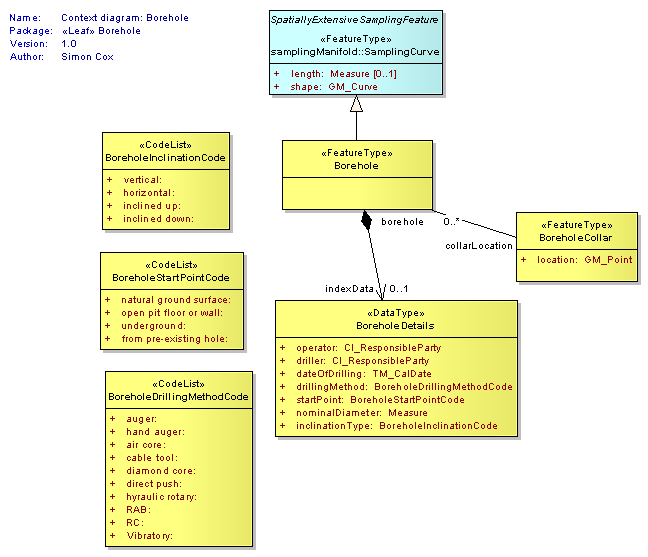 Name: Context diagram: Borehole
Package: «Leaf» Borehole
Version: 1.0
Author: Simon Cox
SpatiallyExtensiveSamplingFeature
«FeatureType»
samplingManifold::SamplingCurve
+ length: Measure [0..1]
+ shape: GM_Curve
«CodeList»
BoreholeInclinationCode
+ vertical:
+ horizontal:
+ inclined up:
+ inclined down:
«FeatureType»
Borehole
borehole 0..*
collarLocation
«FeatureType»
BoreholeCollar
+ location: GM_Point
«CodeList»
BoreholeStartPointCode
+ natural ground surface:
+ open pit floor or wall:
+ underground:
+ from pre-existing hole:
indexData 0..1
«DataType»
BoreholeDetails
+ operator: CI_ResponsibleParty
+ driller: CI_ResponsibleParty
+ dateOfDrilling: TM_CalDate
+ drillingMethod: BoreholeDrillingMethodCode
+ startPoint: BoreholeStartPointCode
+ nominalDiameter: Measure
+ inclinationType: BoreholeInclinationCode
«CodeList»
BoreholeDrillingMethodCode
+ auger:
+ hand auger:
+ air core:
+ cable tool:
+ diamond core:
+ direct push:
+ hyraulic rotary:
+ RAB:
+ RC:
+ Vibratory: